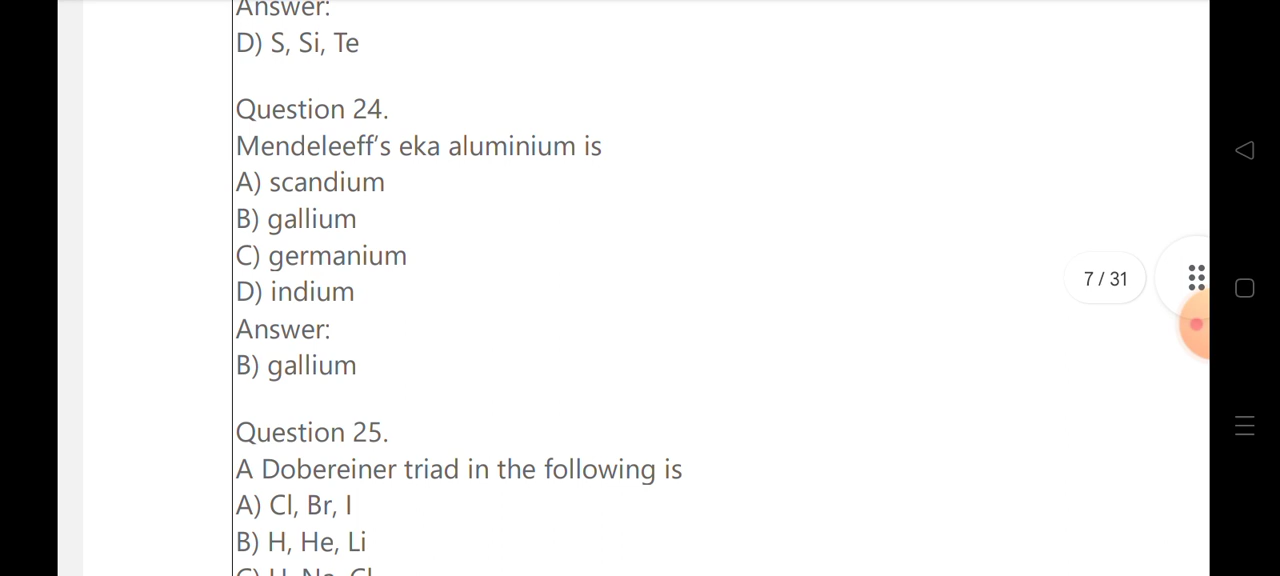 Answer:
D) S, Si, Te
Question 24.
Mendeleeff’s eka aluminium is
A) scandium
B) gallium
C) germanium
D) indium
Answer:
B) gallium
7 / 31
Question 25.
A Dobereiner triad in the following is
A) Cl, Br, I
B) H, He, Li